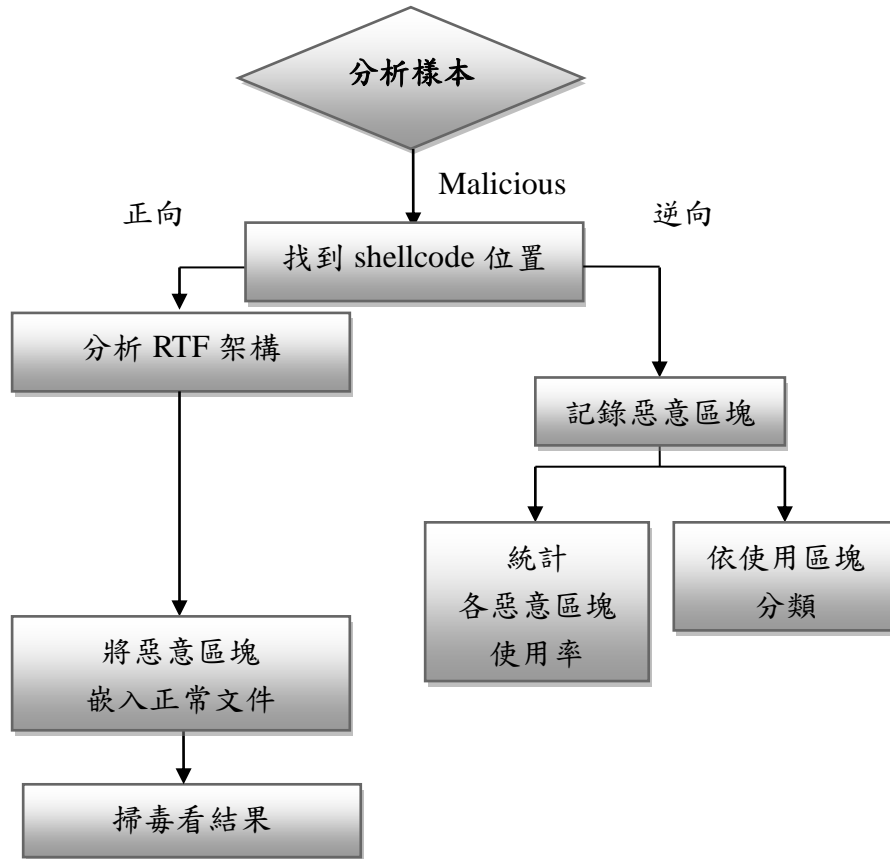 分析樣本
Malicious
正向
逆向
找到 shellcode 位置
分析 RTF 架構
記錄惡意區塊
統計
各惡意區塊
使用率
依使用區塊
分類
將惡意區塊
嵌入正常文件
掃毒看結果